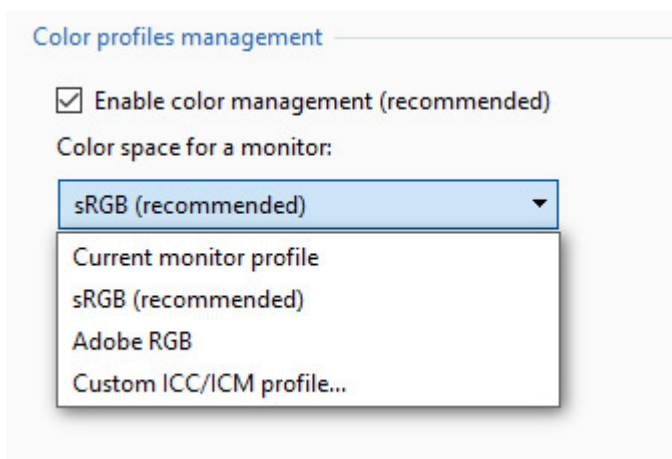 Color profiles management
Enable color management (recommended)
Color space for a monitor:
sRGB (recommended)
Current monitor profile
sRGB (recommended)
Adobe RGB
Custom ICC/ICM profile...